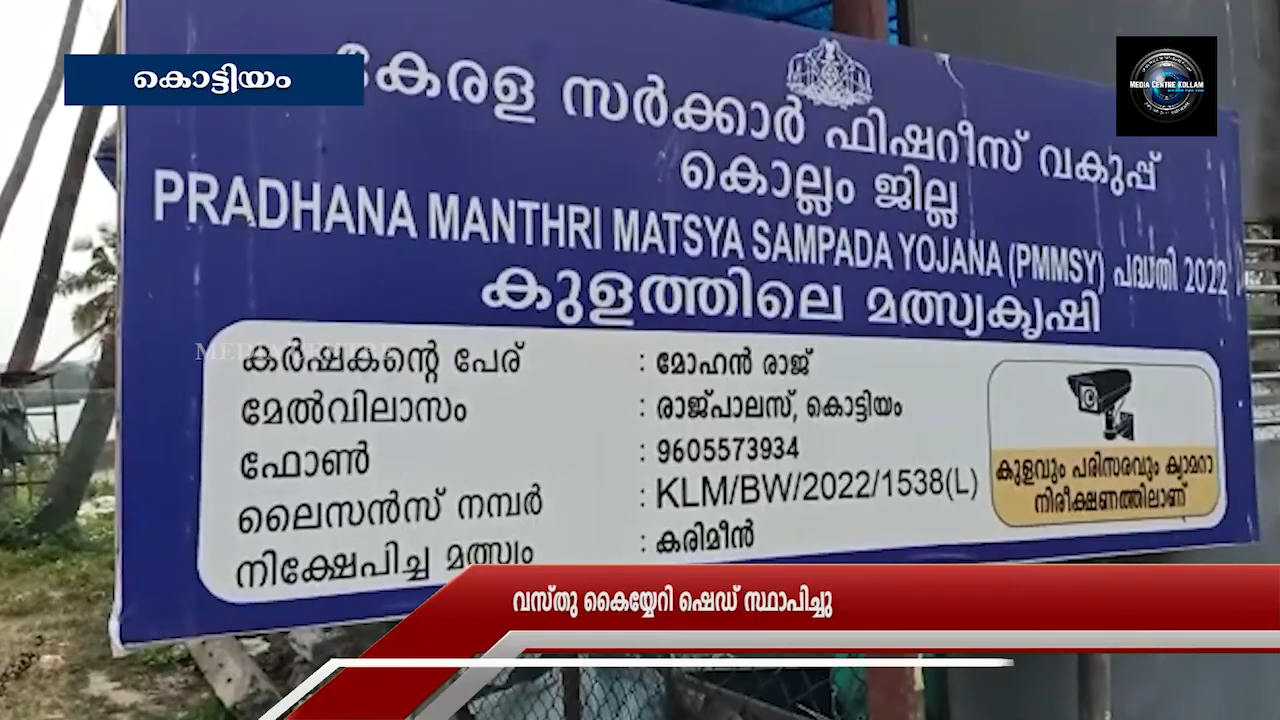 കൊട്ടിയം
MEDIA CENTRE KOLLAM
കേരള സർക്കാർ ഫിഷറീസ് വകുപ്പ്
കൊല്ലം ജില്ല
PRADHANA MANTHRI MATSYA SAMPADA YOJANA (PMMSY) പദ്ധതി 2022
കുളത്തിലെ മത്സ്യകൃഷി
MEDIA CENTRE
കർഷകന്റെ പേര് : മോഹൻ രാജ്
മേൽവിലാസം : രാജ്പാലസ്, കൊട്ടിയം
ഫോൺ : 9605573934
ലൈസൻസ് നമ്പർ : KLM/BW/2022/1538(L)
നിക്ഷേപിച്ച മത്സ്യം : കരിമീൻ
കുളവും പരിസരവും ക്യാമറാ
നിരീക്ഷണത്തിലാണ്
വസ്തു കൈയ്യേറി ഷെഡ് സ്ഥാപിച്ചു